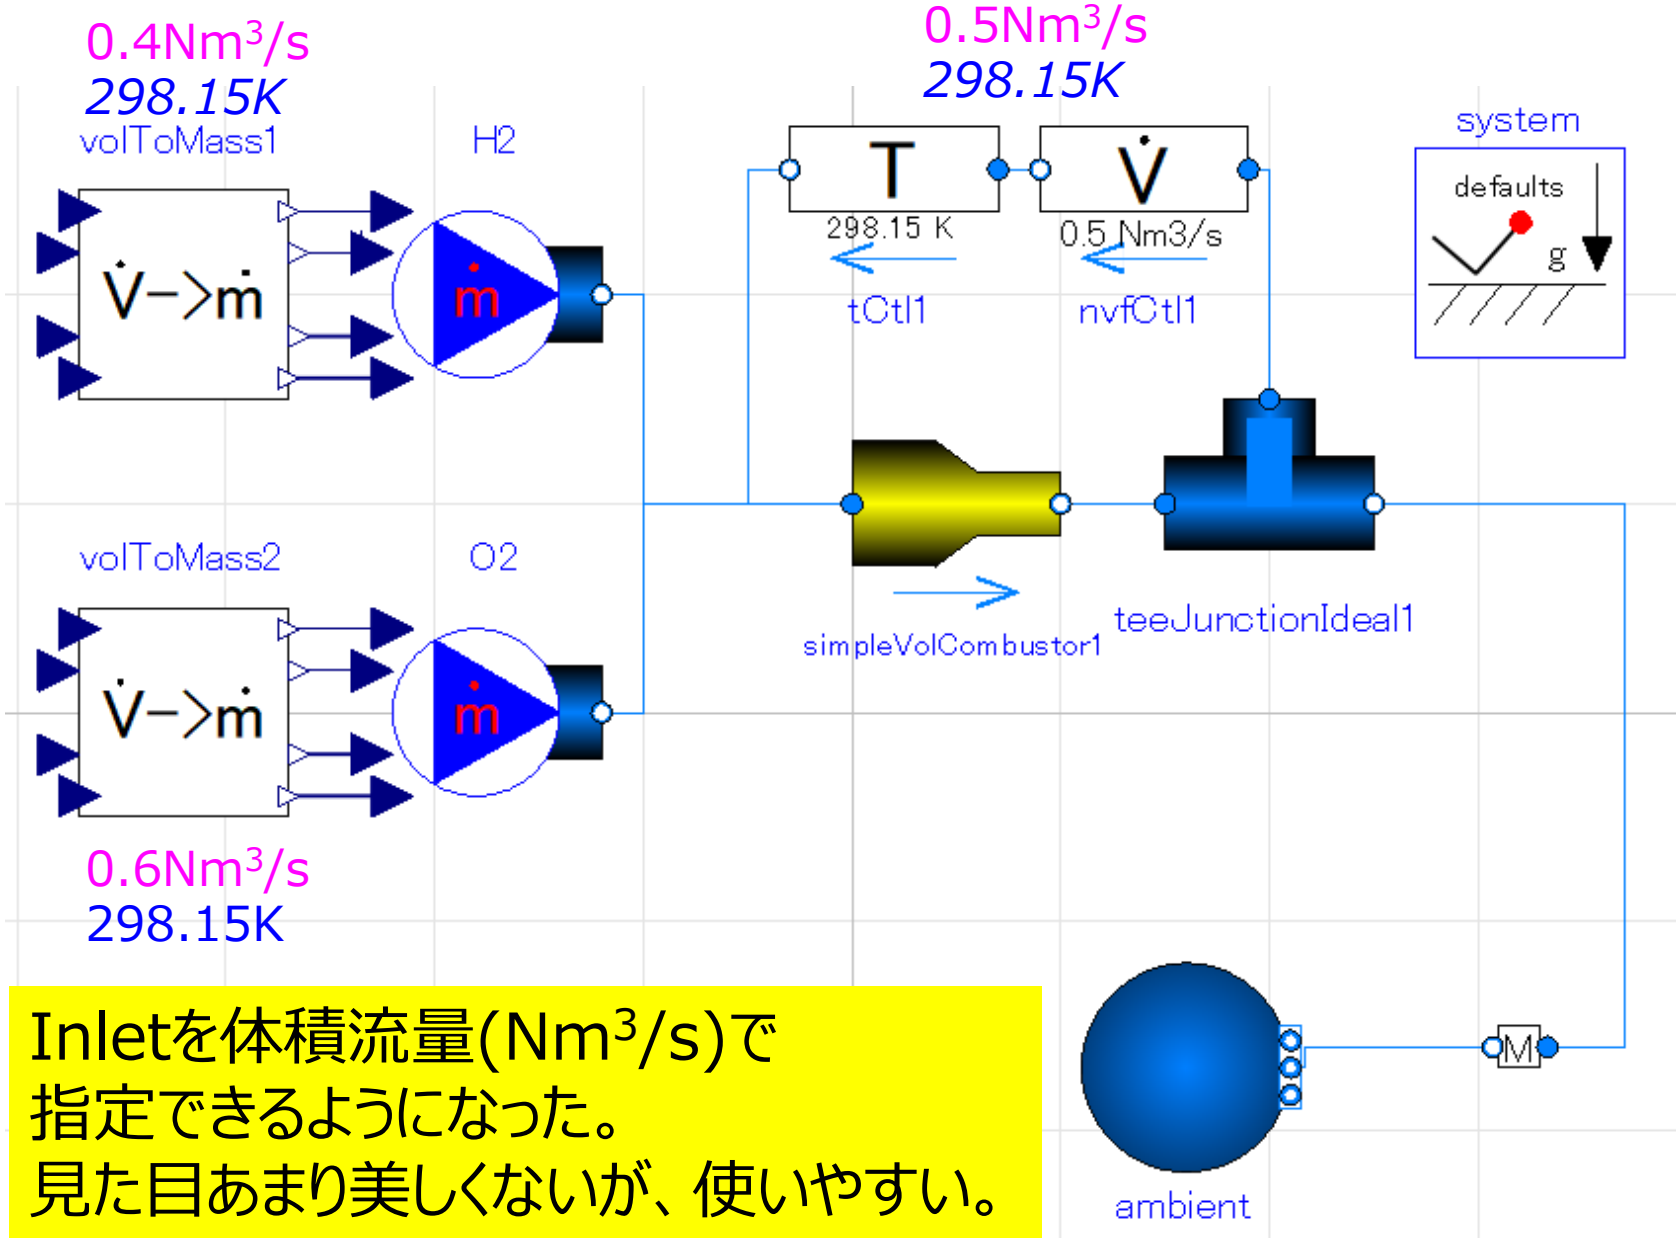 0.4Nm³/s
298.15K
volToMass1
H2
V̇->ṁ
ṁ
0.5Nm³/s
298.15K
T
V̇
298.15 K
0.5 Nm3/s
tCtl1
nvfCtl1
system
defaults
g
simpleVolCombustor1
teeJunctionIdeal1
volToMass2
O2
V̇->ṁ
ṁ
0.6Nm³/s
298.15K
Inletを体積流量(Nm³/s)で
指定できるようになった。
見た目あまり美しくないが、使いやすい。
M
ambient